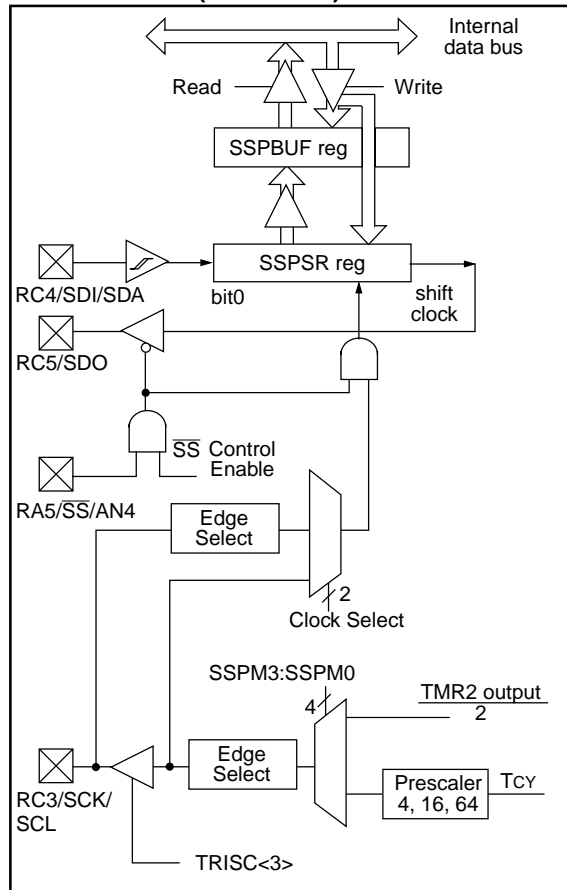 Internal
data bus
Read
Write
SSPBUF reg
SSPSR reg
RC4/SDI/SDA
bit0
shift
clock
RC5/SDO
SS Control
Enable
RA5/SS/AN4
Edge
Select
2
Clock Select
SSPM3:SSPM0
TMR2 output
4
2
Edge
Select
Prescaler
4, 16, 64
TCY
RC3/SCK/
SCL
TRISC<3>